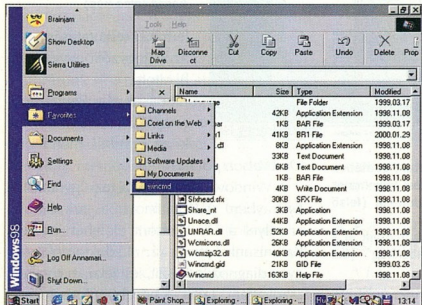 Brainjam
Show Desktop
Sierra Utilities
Programs
Favorites
Documents
Settings
Find
Help
Run...
Log Off Annamari...
Shut Down...
Windows98
Channels
Corel on the Web
Links
Media
Software Updates
My Documents
wincmd
Tools Help
Map Drive
Disconnect
Cut
Copy
Paste
Undo
Delete
Prop
Name Size Type Modified
File Folder 1999.03.17
42KB Application Extension 1998.11.08
1KB BAR File 1999.03.17
41KB BR1 File 2000.01.29
8KB Application Extension 1998.11.08
33KB Text Document 1998.11.08
6KB Text Document 1998.11.08
1KB BAR File 1998.11.08
4KB Write Document 1998.11.08
Sfxhead.sfx 30KB SFX File 1998.11.08
Share_nt 3KB Application 1998.11.08
Unace.dll 44KB Application Extension 1998.11.08
UNRAR.dll 52KB Application Extension 1998.11.08
Wcmicons.dll 26KB Application Extension 1998.11.08
Wcmzip32.dll 40KB Application Extension 1998.11.08
Wincmd.gid 21KB GID File 1999.03.26
Wincmd 163KB Help File 1998.11.08
Start
Paint Shop...
Exploring - ...
Exploring - ...
13:14